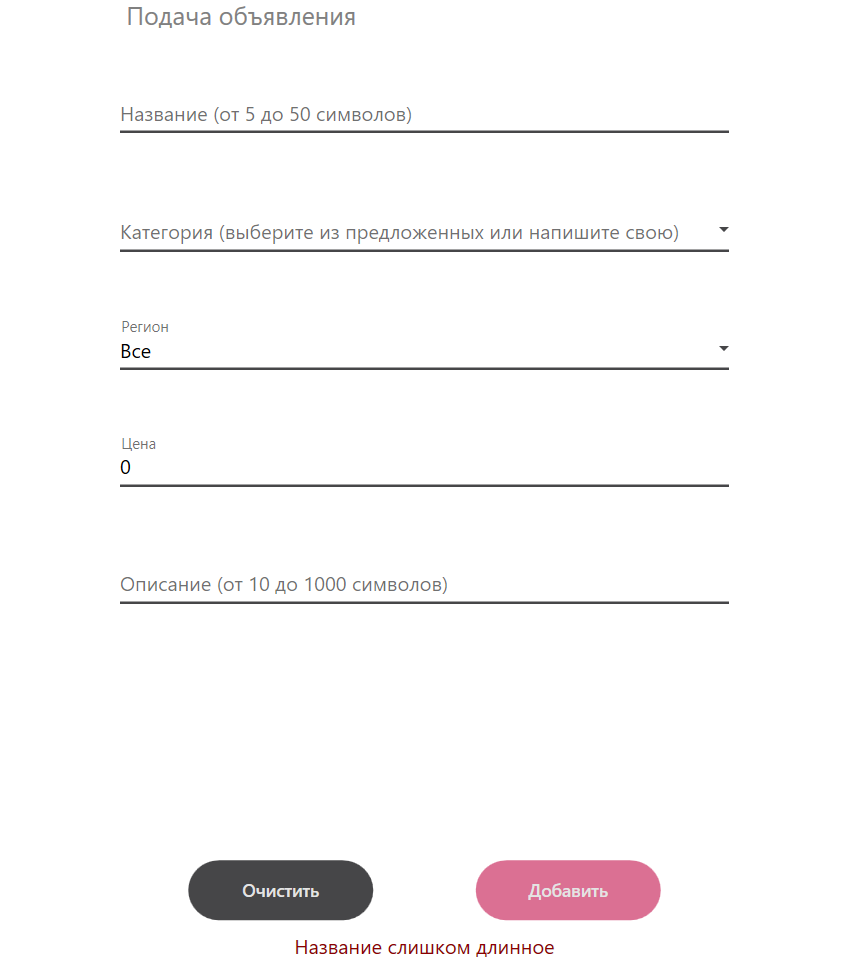 Подача объявления
Название (от 5 до 50 символов)
Категория (выберите из предложенных или напишите свою)
Регион
Все
Цена
0
Описание (от 10 до 1000 символов)
Очистить
Добавить
Название слишком длинное